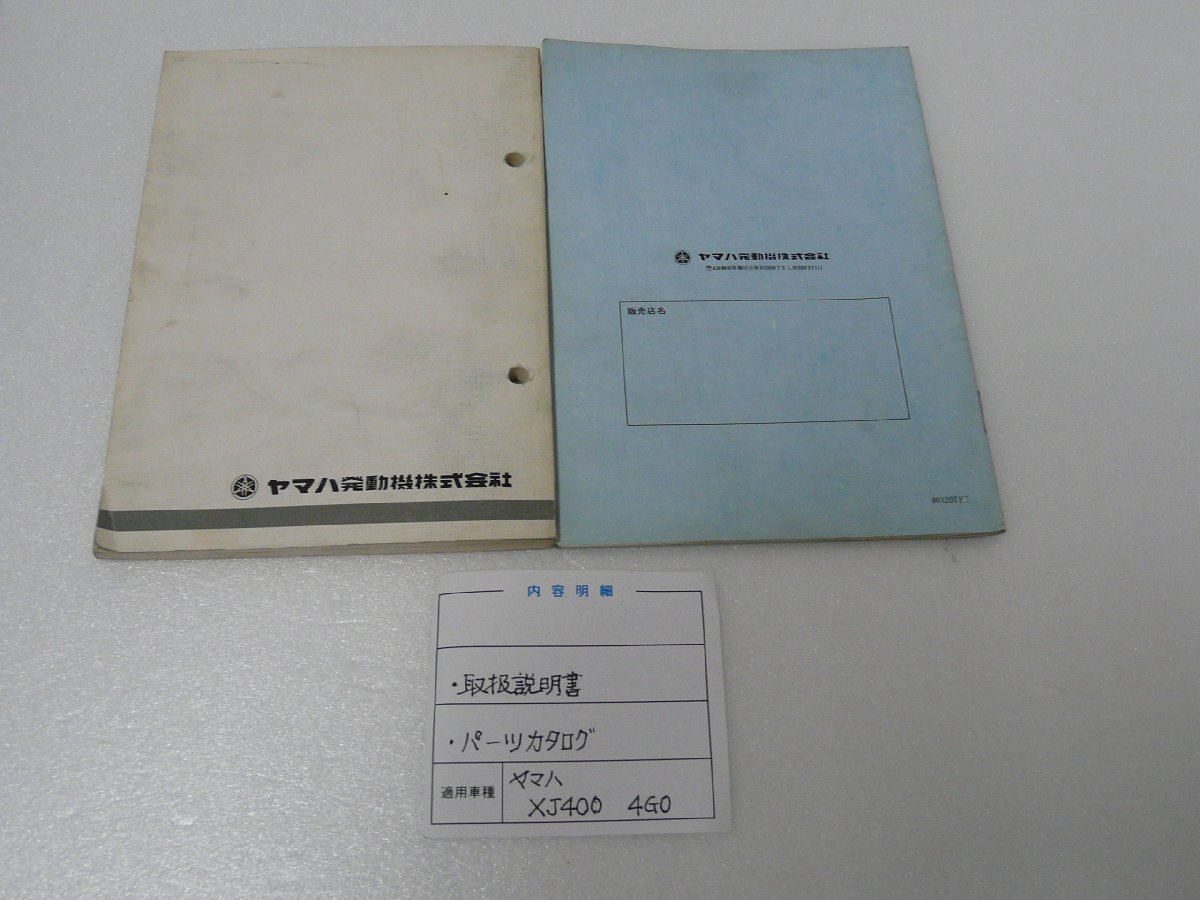 ヤマハ発動機株式会社
ヤマハ発動機株式会社
販売店名
内容明細
・取扱説明書
・パーツカタログ
適用車種
ヤマハ
XJ400 4G0